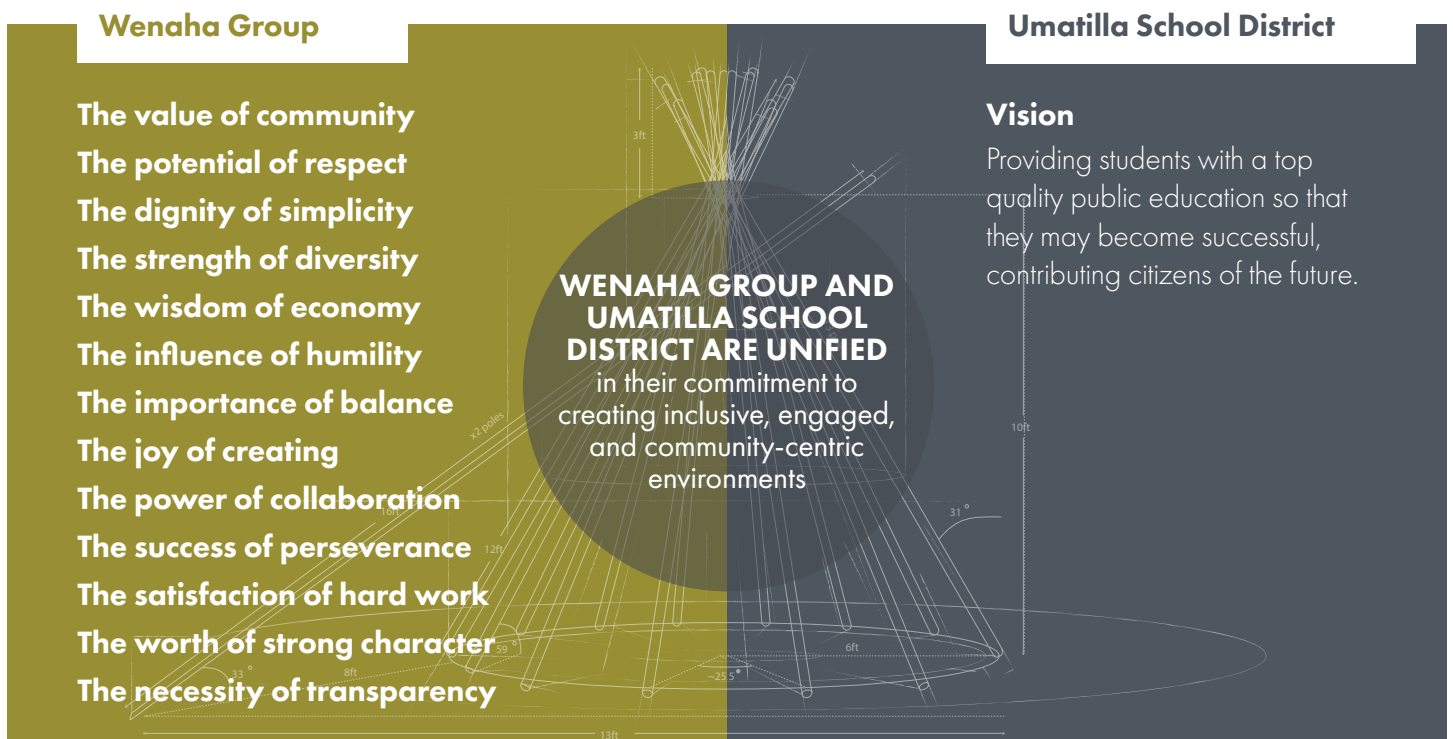 Wenaha Group
The value of community
The potential of respect
The dignity of simplicity
The strength of diversity
The wisdom of economy
The influence of humility
The importance of balance
The joy of creating
The power of collaboration
The success of perseverance
The satisfaction of hard work
The worth of strong character
The necessity of transparency
WENAHA GROUP AND
UMATILLA SCHOOL
DISTRICT ARE UNIFIED
in their commitment to
creating inclusive, engaged,
and community-centric
environments
Umatilla School District
Vision
Providing students with a top
quality public education so that
they may become successful,
contributing citizens of the future.
3ft
x2 poles
10ft
16ft
31°
12ft
59°
6ft
33°
8ft
~25.5°
13ft